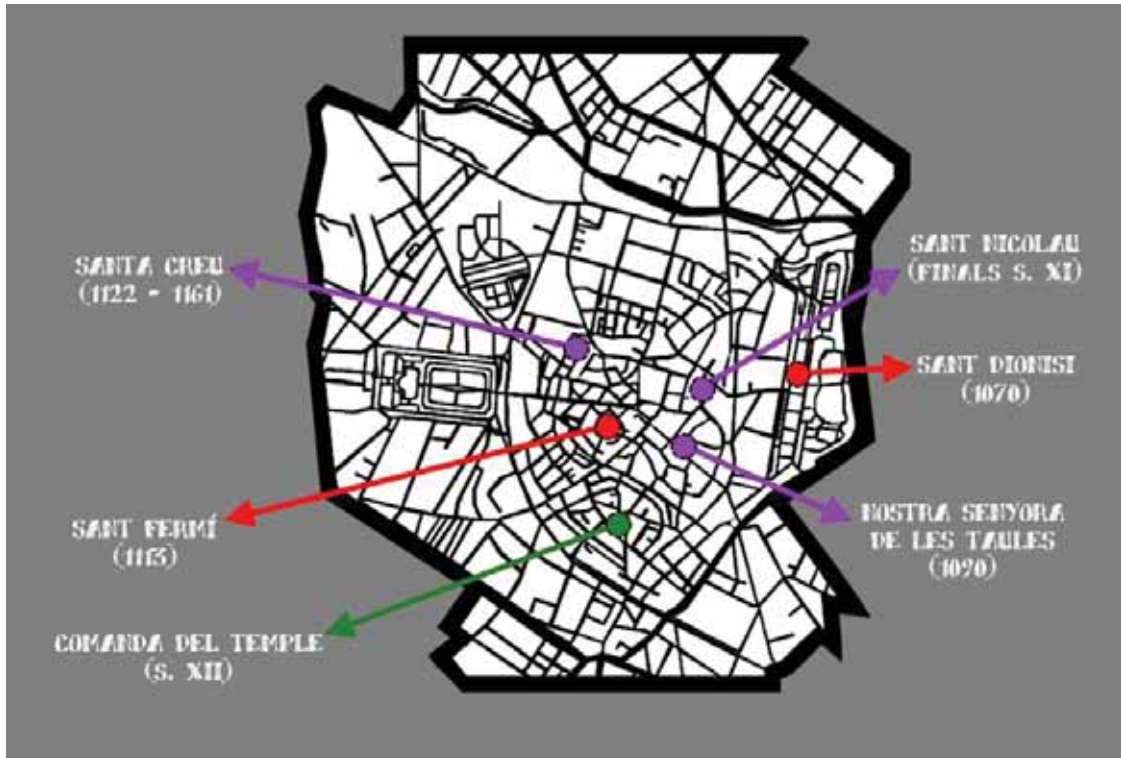 SANTA CREU
(1122 - 1161)
SANT NICOLAU
(FINALS S. XI)
SANT DIONISI
(1070)
SANT FERMÍ
(1113)
NOSTRA SENYORA
DE LES TAULES
(1090)
COMANDA DEL TEMPLE
(S. XII)